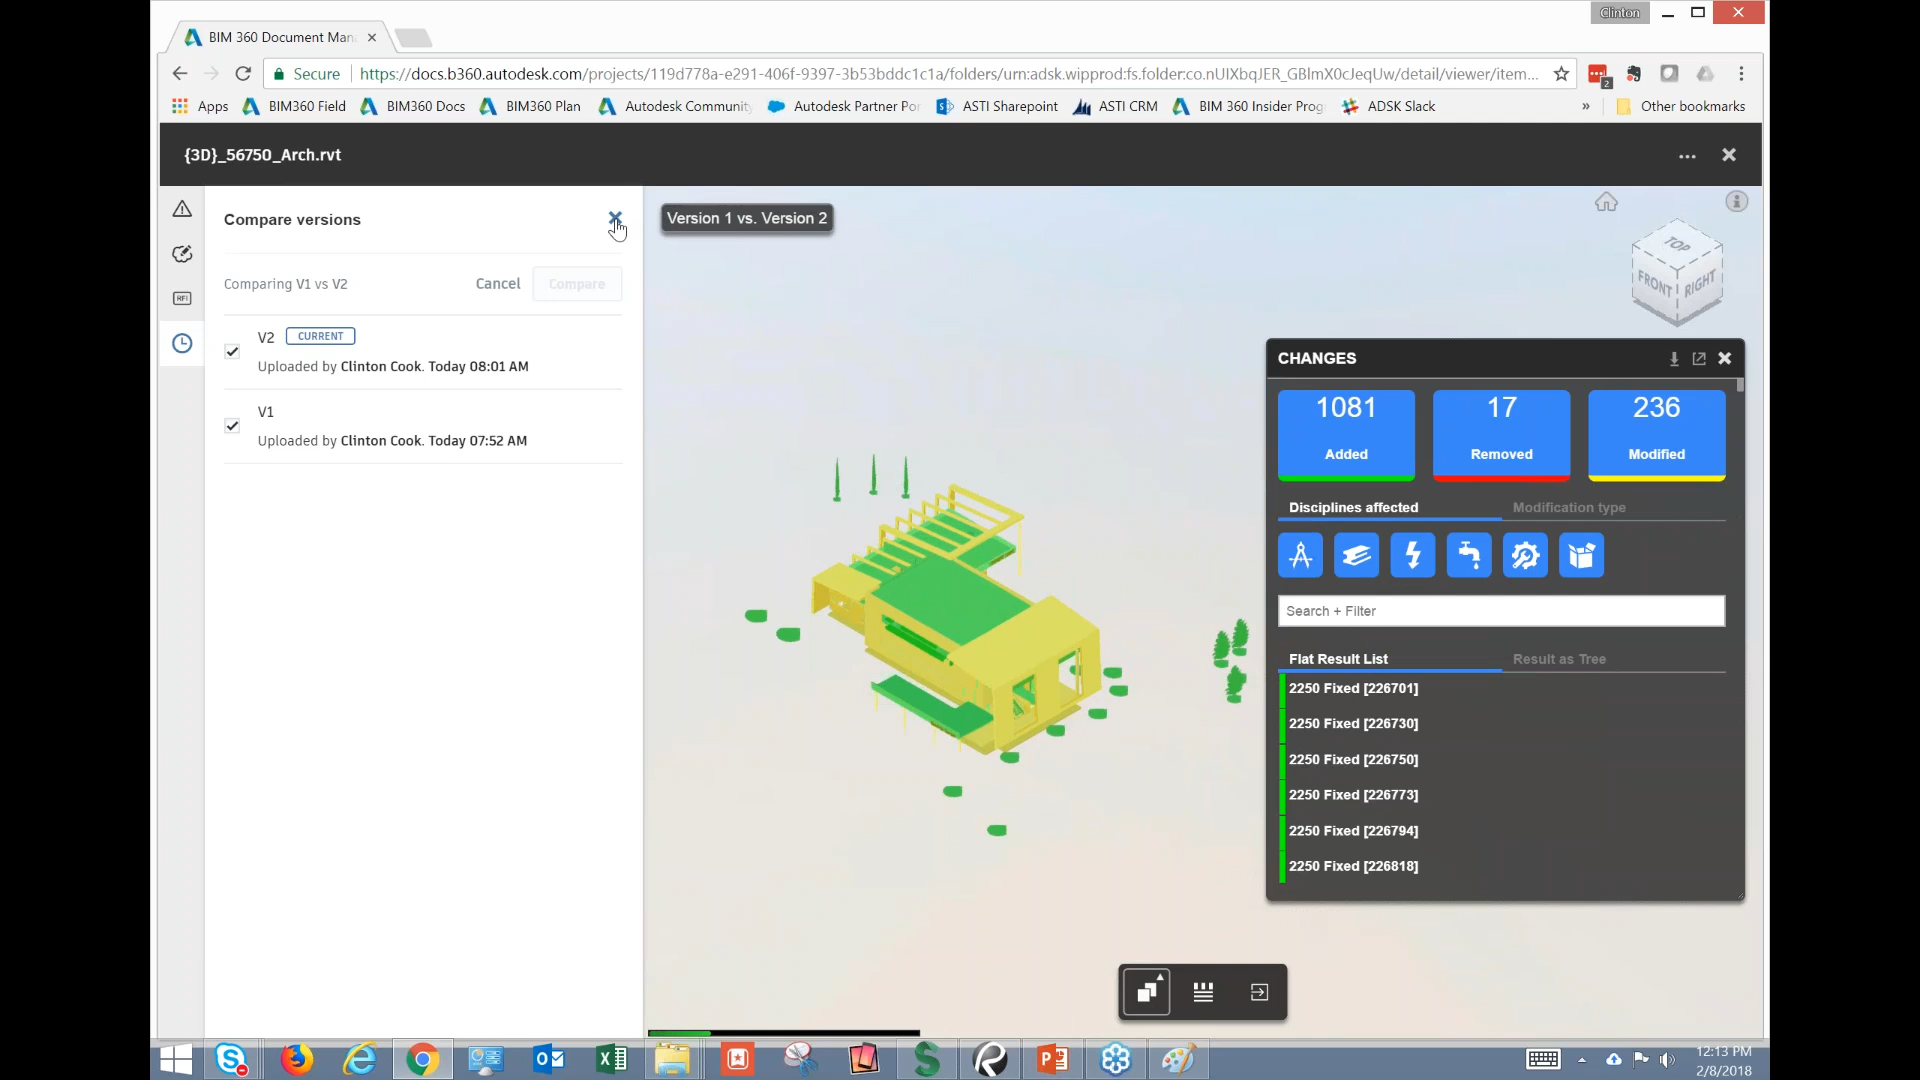 Clinton
BIM 360 Document Man
Secure
https://docs.b360.autodesk.com/projects/119d778a-e291-406f-9397-3b53bddc1c1a/folders/urn:adsk.wipprod:fs.folder:co.nUIXbqJER_GBlmX0cJeqUw/detail/viewer/item...
2
Apps BIM360 Field BIM360 Docs BIM360 Plan Autodesk Community Autodesk Partner Po ASTI Sharepoint ASTI CRM BIM 360 Insider Prog ADSK Slack » Other bookmarks
{3D}_56750_Arch.rvt
Compare versions
Version 1 vs. Version 2
TOP
FRONT RIGHT
RFI
Comparing V1 vs V2 Cancel Compare
V2 CURRENT
Uploaded by Clinton Cook. Today 08:01 AM
V1
Uploaded by Clinton Cook. Today 07:52 AM
CHANGES
1081 17 236
Added Removed Modified
Disciplines affected Modification type
Search + Filter
Flat Result List Result as Tree
2250 Fixed [226701]
2250 Fixed [226730]
2250 Fixed [226750]
2250 Fixed [226773]
2250 Fixed [226794]
2250 Fixed [226818]
12:13 PM
2/8/2018